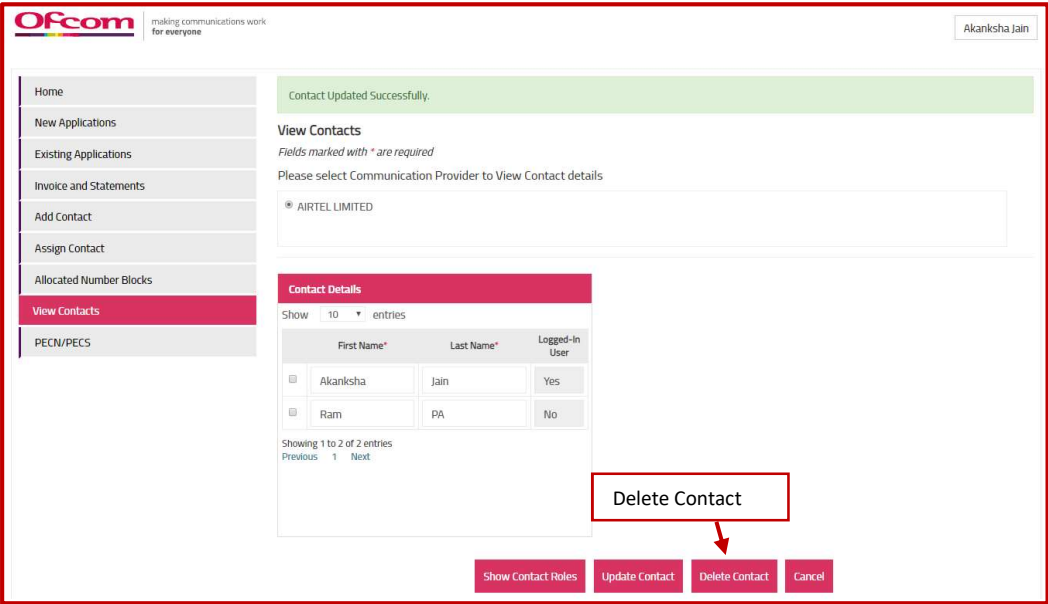 Ofcom
making communications work
for everyone
Akanksha Jain
Home
New Applications
Existing Applications
Invoice and Statements
Add Contact
Assign Contact
Allocated Number Blocks
View Contacts
PECN/PECS
Contact Updated Successfully.
View Contacts
Fields marked with * are required
Please select Communication Provider to View Contact details
AIRTEL LIMITED
Contact Details
Show 10 entries
First Name* Last Name* Logged-In User
Akanksha Jain Yes
Ram PA No
Showing 1 to 2 of 2 entries
Previous 1 Next
Delete Contact
Show Contact Roles Update Contact Delete Contact Cancel